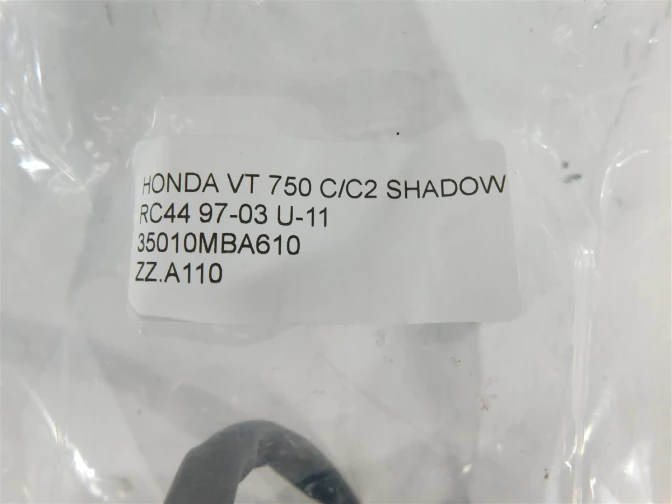 HONDA VT 750 C/C2 SHADOW
RC44 97-03 U-11
35010MBA610
ZZ.A110